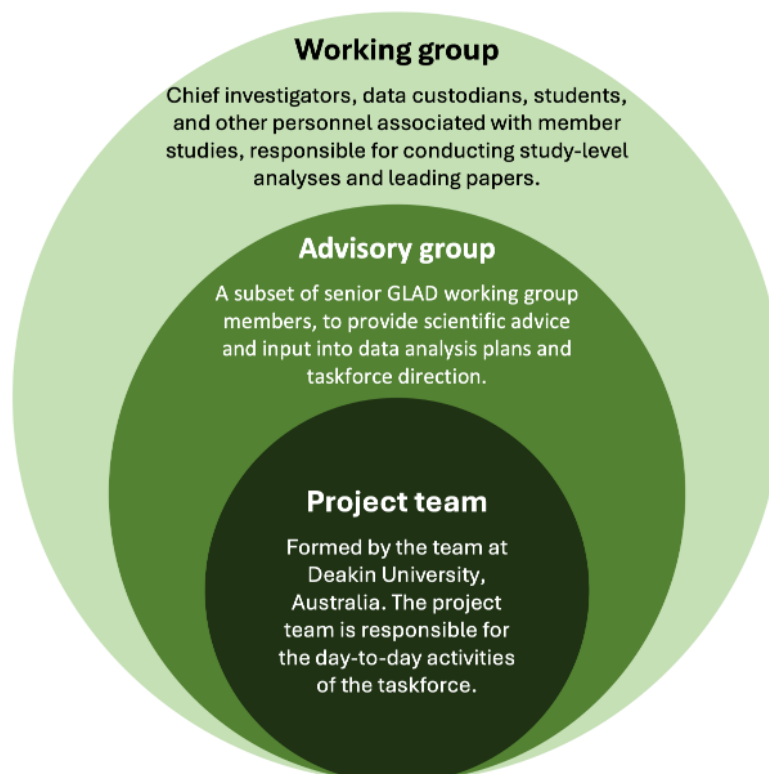 Working group
Chief investigators, data custodians, students,
and other personnel associated with member
studies, responsible for conducting study-level
analyses and leading papers.
Advisory group
A subset of senior GLAD working group
members, to provide scientific advice
and input into data analysis plans and
taskforce direction.
Project team
Formed by the team at
Deakin University,
Australia. The project
team is responsible for
the day-to-day activities
of the taskforce.